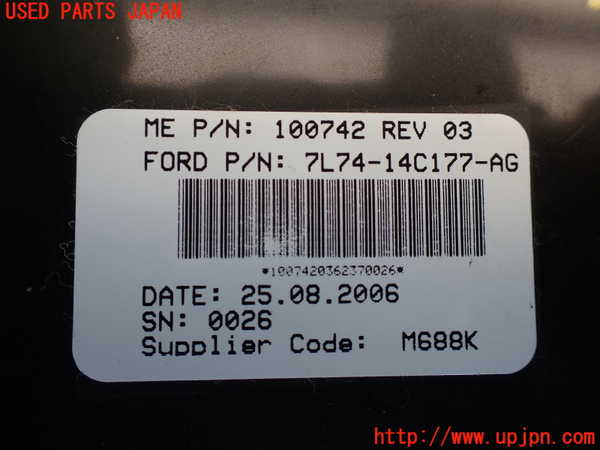 USED PARTS JAPAN
ME P/N: 100742 REV 03
FORD P/N: 7L74-14C177-AG
*1007420362370026*
DATE: 25.08.2006
SN: 0026
Supplier Code: M688K
http://www.upjpn.com/